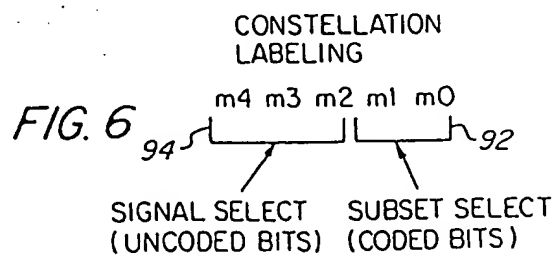 CONSTELLATION
LABELING
m4 m3 m2 m1 m0
FIG. 6
94
92
SIGNAL SELECT
(UNCODED BITS)
SUBSET SELECT
(CODED BITS)